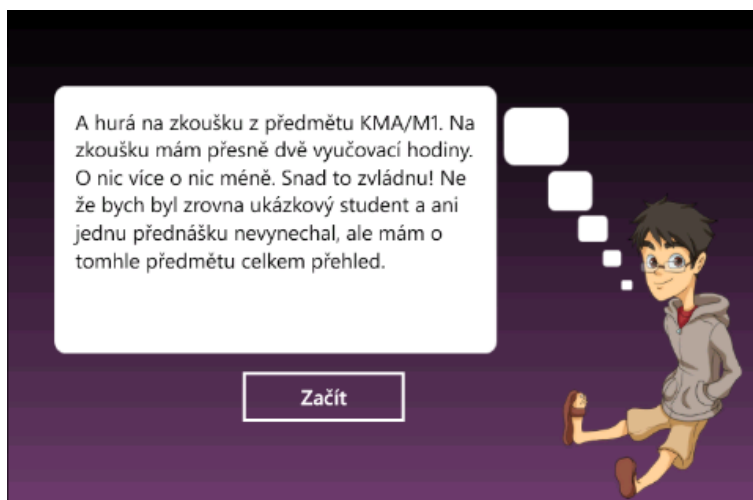 A hurá na zkoušku z předmětu KMA/M1. Na
zkoušku mám přesně dvě vyučovací hodiny.
O nic více o nic méně. Snad to zvládnu! Ne
že bych byl zrovna ukázkový student a ani
jednu přednášku nevynechal, ale mám o
tomhle předmětu celkem přehled.
Začít